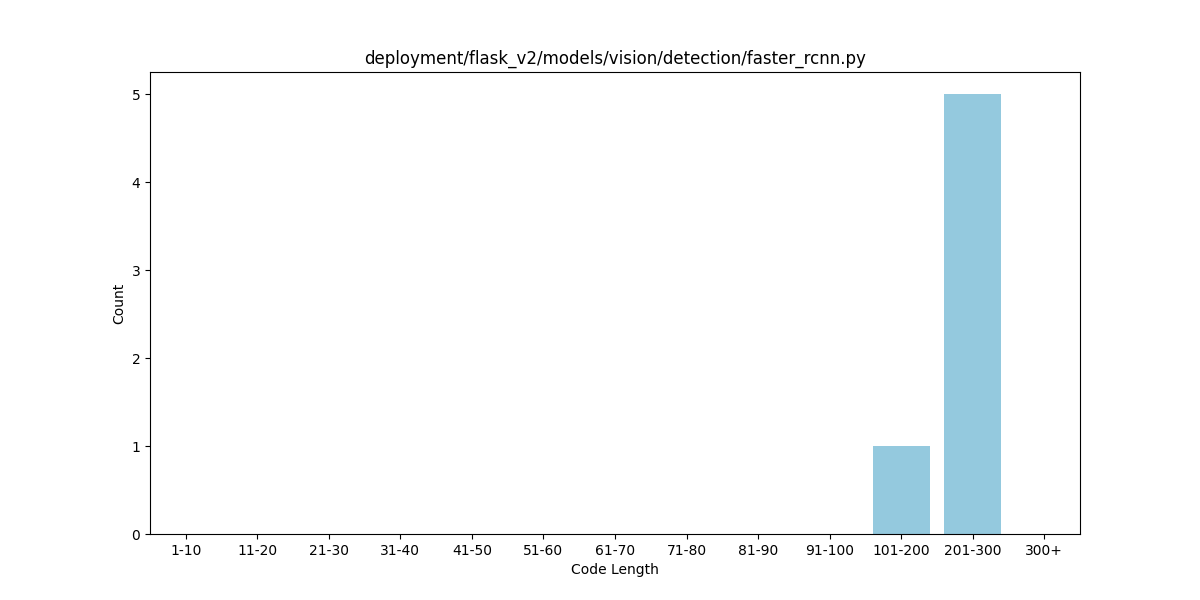 deployment/flask_v2/models/vision/detection/faster_rcnn.py
5
4
3
2
1
0
Count
1-10 11-20 21-30 31-40 41-50 51-60 61-70 71-80 81-90 91-100 101-200 201-300 300+
Code Length